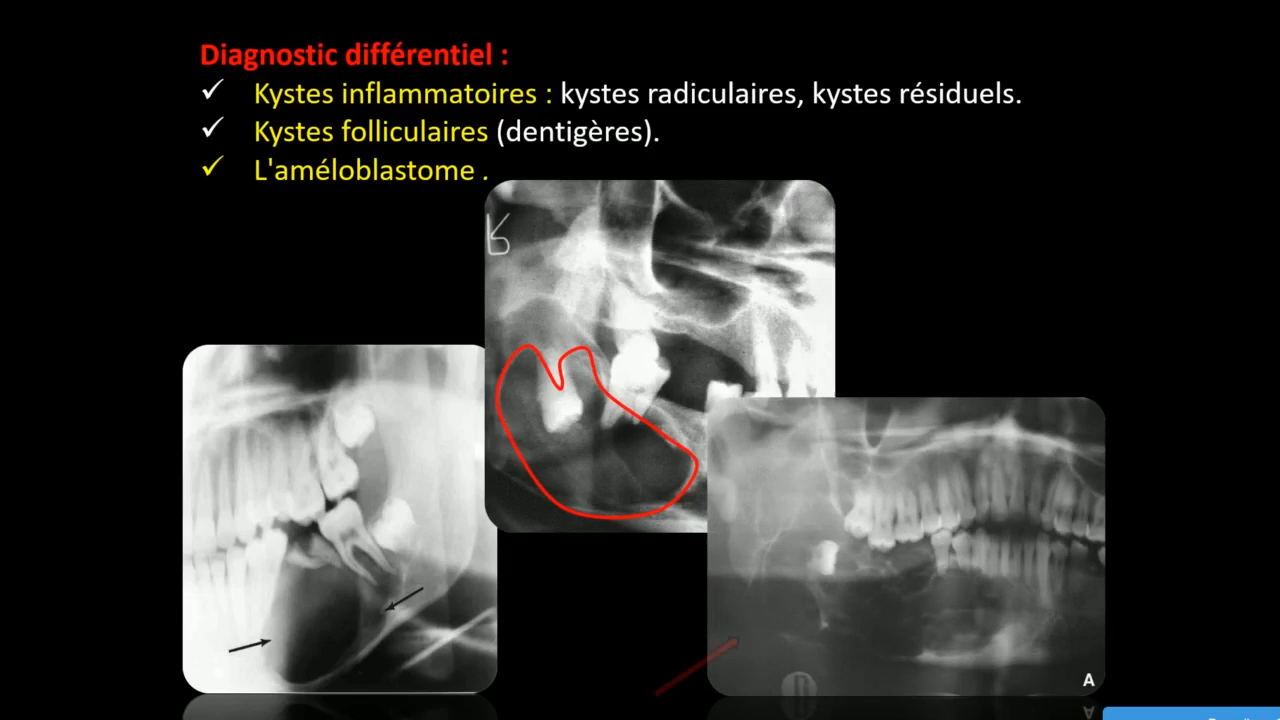 Diagnostic différentiel :
✓ Kystes inflammatoires : kystes radiculaires, kystes résiduels.
✓ Kystes folliculaires (dentigères).
✓ L'améloblastome .
A